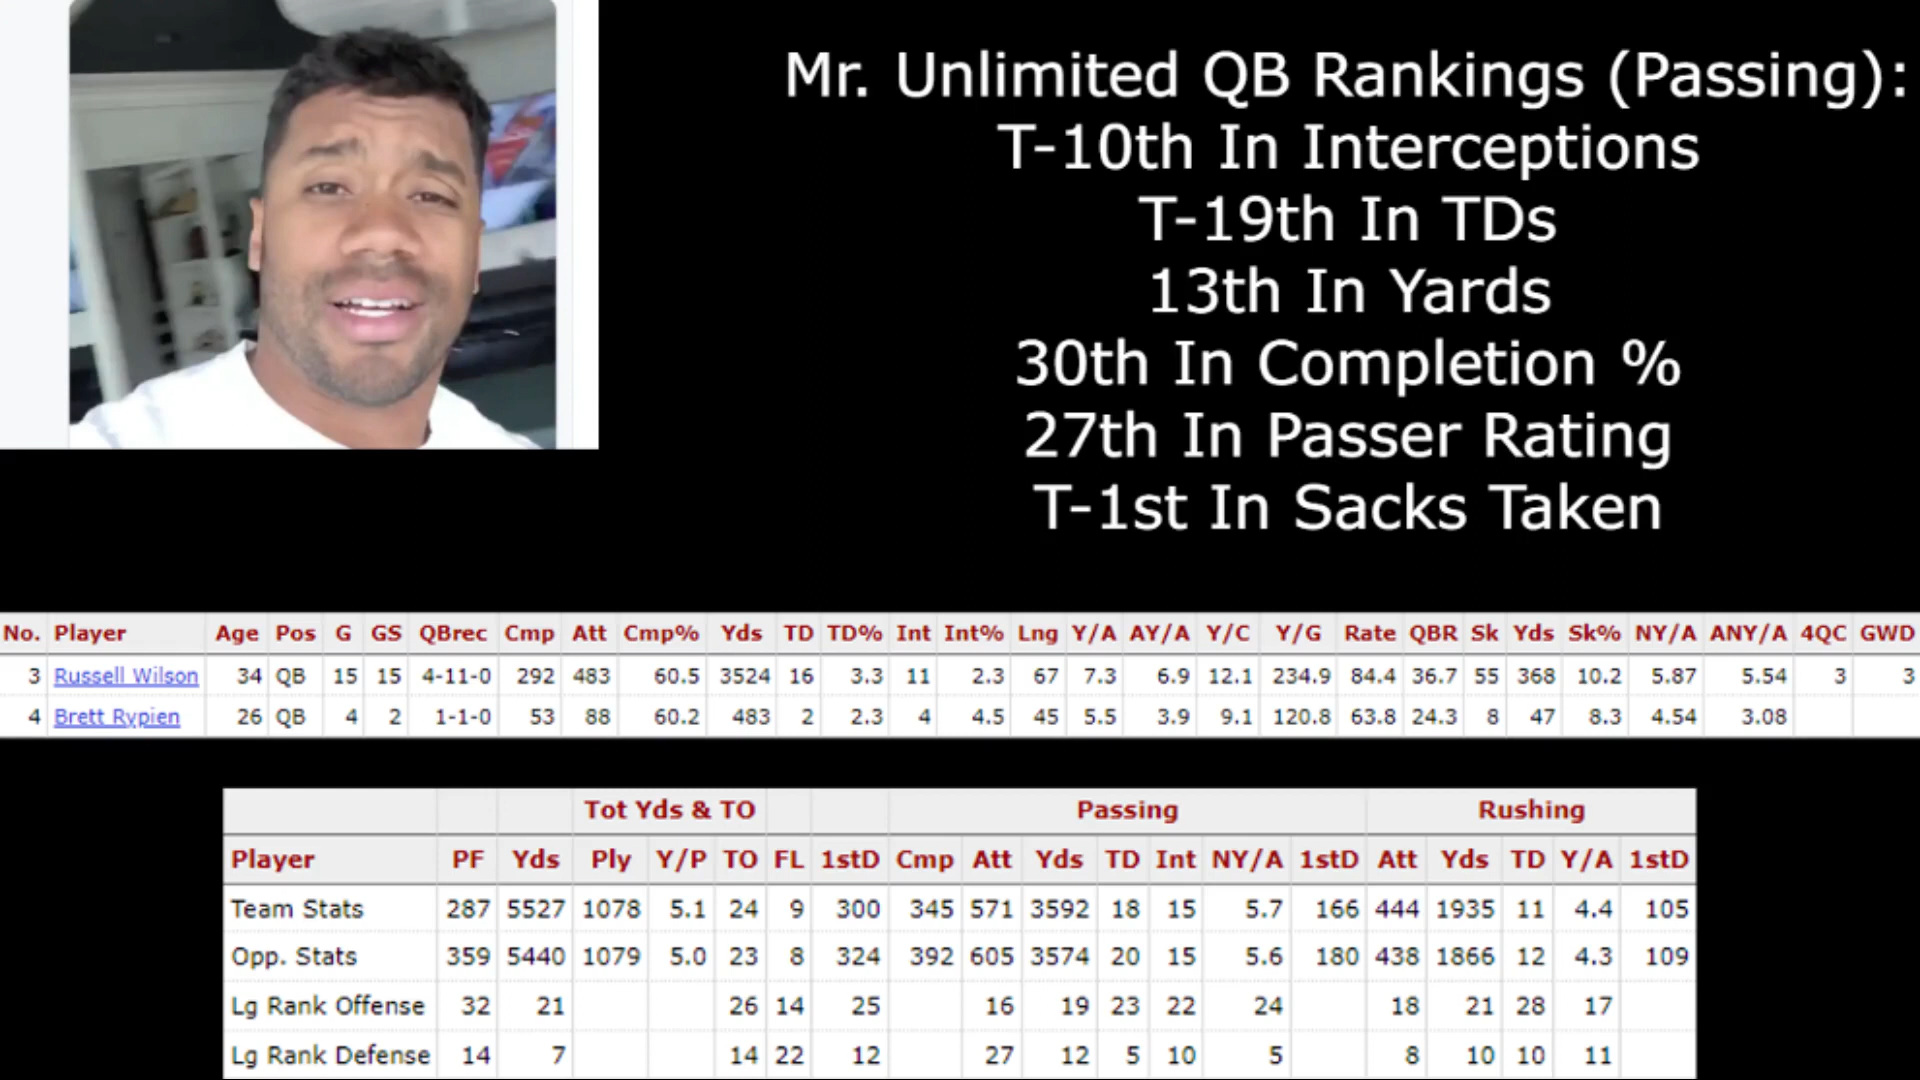 Mr. Unlimited QB Rankings (Passing):
T-10th In Interceptions
T-19th In TDs
13th In Yards
30th In Completion %
27th In Passer Rating
T-1st In Sacks Taken
No. Player Age Pos G GS QBrec Cmp Att Cmp% Yds TD TD% Int Int% Lng Y/A AY/A Y/C Y/G Rate QBR Sk Yds Sk% NY/A ANY/A 4QC GWD
3 Russell Wilson 34 QB 15 15 4-11-0 292 483 60.5 3524 16 3.3 11 2.3 67 7.3 6.9 12.1 234.9 84.4 36.7 55 368 10.2 5.87 5.54 3 3
4 Brett Rypien 26 QB 4 2 1-1-0 53 88 60.2 483 2 2.3 4 4.5 45 5.5 3.9 9.1 120.8 63.8 24.3 8 47 8.3 4.54 3.08
Tot Yds & TO Passing Rushing
Player PF Yds Ply Y/P TO FL 1stD Cmp Att Yds TD Int NY/A 1stD Att Yds TD Y/A 1stD
Team Stats 287 5527 1078 5.1 24 9 300 345 571 3592 18 15 5.7 166 444 1935 11 4.4 105
Opp. Stats 359 5440 1079 5.0 23 8 324 392 605 3574 20 15 5.6 180 438 1866 12 4.3 109
Lg Rank Offense 32 21 26 14 25 16 19 23 22 24 18 21 28 17
Lg Rank Defense 14 7 14 22 12 27 12 5 10 5 8 10 10 11